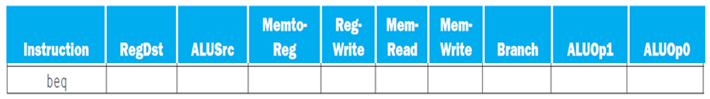 Instruction RegDst ALUSrc Memto-Reg Reg-Write Mem-Read Mem-Write Branch ALUOp1 ALUOp0
beq